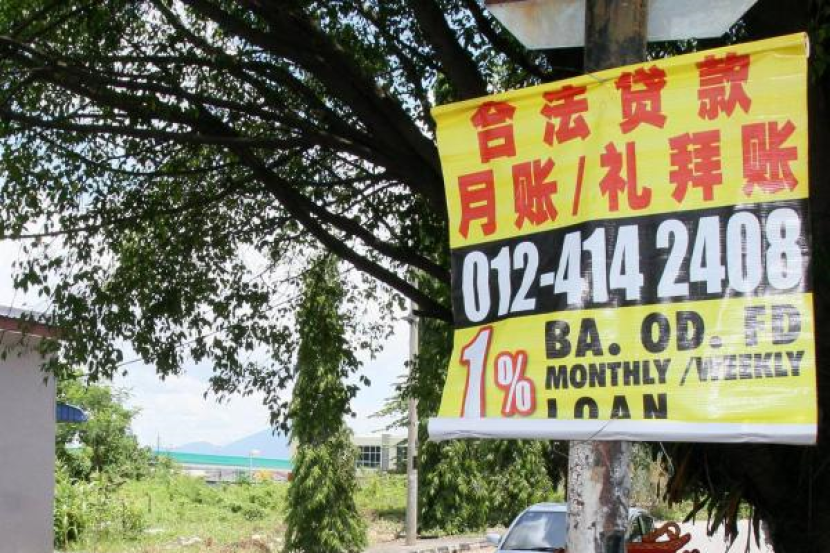 合法贷款
月账/礼拜账
012-414 2408
1% BA. OD. FD
MONTHLY/WEEKLY
LOAN